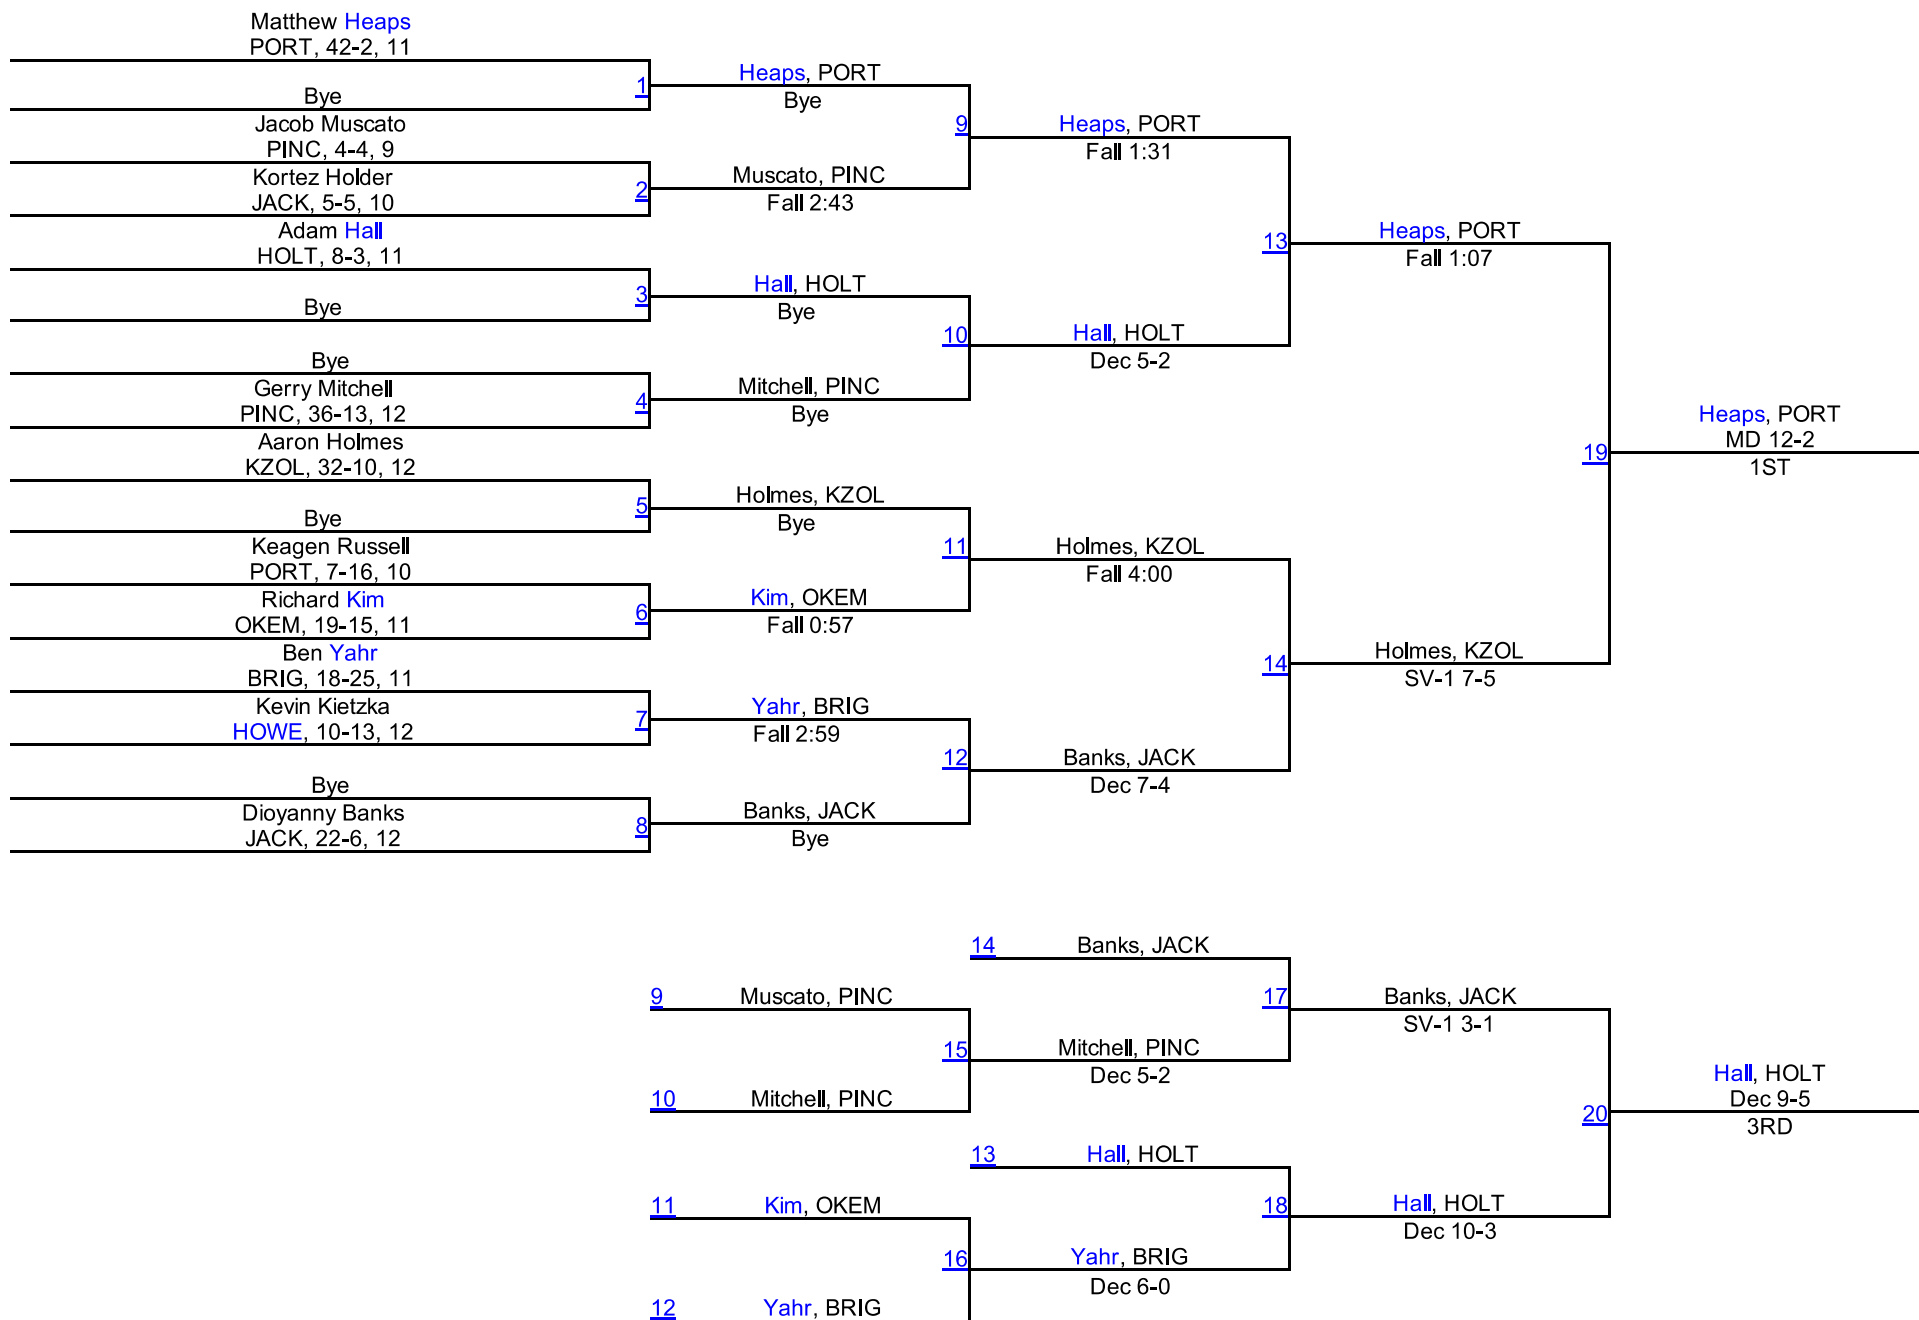 Matthew Heaps
PORT, 42-2, 11
Bye
1
Jacob Muscato
PINC, 4-4, 9
Kortez Holder
JACK, 5-5, 10
2
Adam Hall
HOLT, 8-3, 11
Bye
3
Bye
Gerry Mitchell
PINC, 36-13, 12
4
Aaron Holmes
KZOL, 32-10, 12
Bye
5
Keagen Russell
PORT, 7-16, 10
Richard Kim
OKEM, 19-15, 11
6
Ben Yahr
BRIG, 18-25, 11
Kevin Kietzka
HOWE, 10-13, 12
7
Bye
Dioyanny Banks
JACK, 22-6, 12
8
Heaps, PORT
Bye
9
Muscato, PINC
Fall 2:43
Hall, HOLT
Bye
10
Mitchell, PINC
Bye
Holmes, KZOL
Bye
11
Kim, OKEM
Fall 0:57
Yahr, BRIG
Fall 2:59
12
Banks, JACK
Bye
Heaps, PORT
Fall 1:31
13
Hall, HOLT
Dec 5-2
Holmes, KZOL
Fall 4:00
14
Banks, JACK
Dec 7-4
Heaps, PORT
Fall 1:07
19
Holmes, KZOL
SV-1 7-5
Heaps, PORT
MD 12-2
1ST
14 Banks, JACK
9 Muscato, PINC
17
15
Mitchell, PINC
Dec 5-2
10 Mitchell, PINC
Banks, JACK
SV-1 3-1
13 Hall, HOLT
11 Kim, OKEM
18
16
Yahr, BRIG
Dec 6-0
12 Yahr, BRIG
Hall, HOLT
Dec 10-3
20
Hall, HOLT
Dec 9-5
3RD